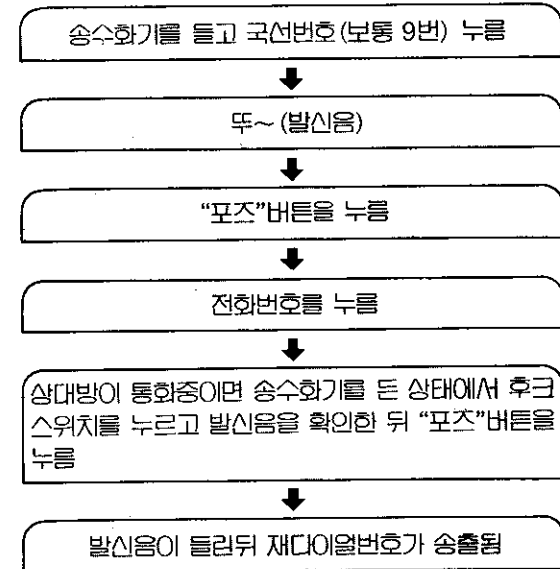 송수화기를 들고 국선번호(보통 9번) 누름
뚜~(발신음)
“포즈”버튼을 누름
전화번호를 누름
상대방이 통화중이면 송수화기를 든 상태에서 후크
스위치를 누르고 발신음을 확인한 뒤 “포즈”버튼을
누름
발신음이 들린뒤 재다이얼번호가 송출됨